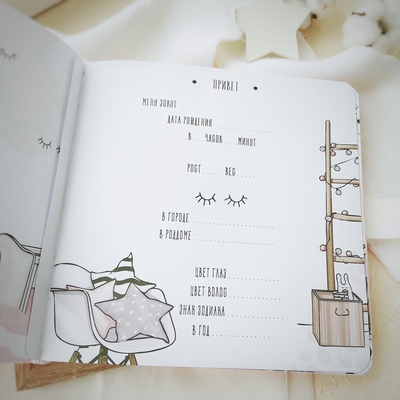 • ПРИВЕТ •
МЕНЯ ЗОВУТ
ДАТА РОЖДЕНИЯ
В ... ЧАСОВ ... МИНУТ
РОСТ .... ВЕС ....
В ГОРОДЕ
В РОДДОМЕ
ЦВЕТ ГЛАЗ
ЦВЕТ ВОЛОС
ЗНАК ЗОДИАКА
В ГОД